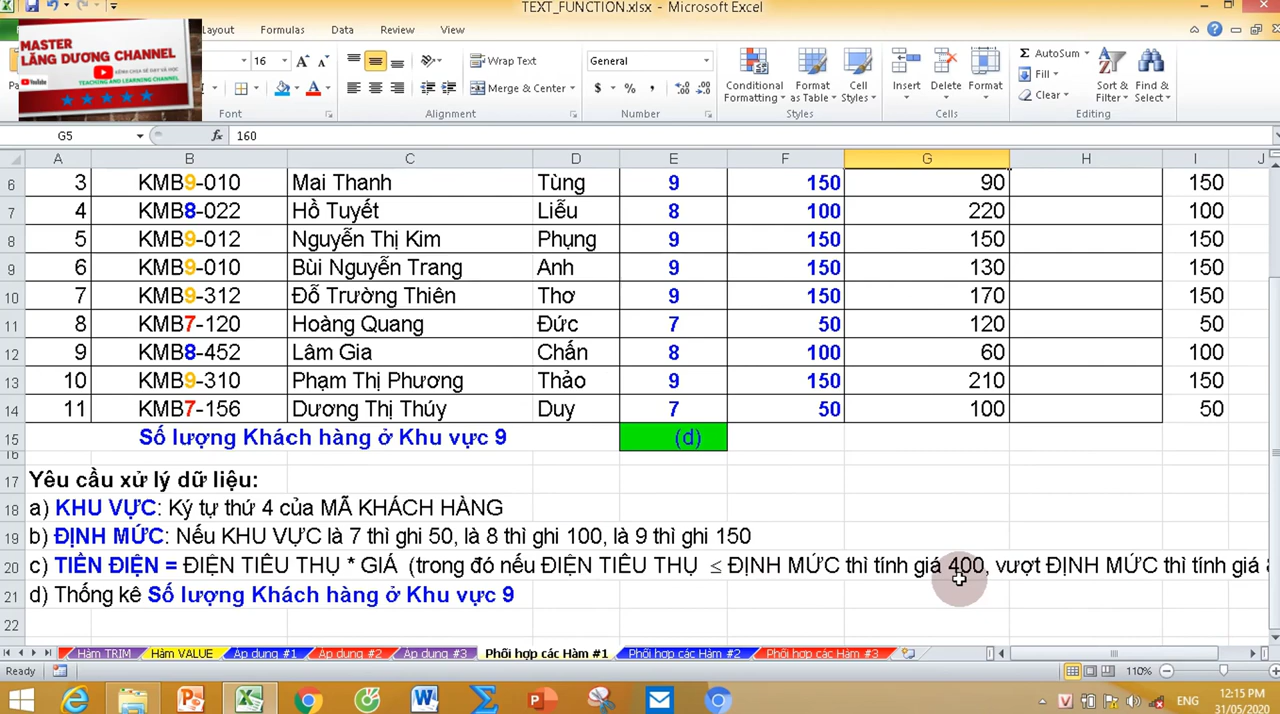 TEXT_FUNCTION.xlsx - Microsoft Excel
MASTER
LĂNG DƯƠNG CHANNEL
YouTube KÊNH CHIA SẺ DẠY VÀ HỌC
TEACHING AND LEARNING CHANNEL
Layout Formulas Data Review View
16 A A Wrap Text General Conditional Format Cell Insert Delete Format AutoSum Sort & Find &
Merge & Center $ % , Formatting as Table Styles Fill Filter Select
Clear
Font Alignment Number Styles Cells Editing
G5 fx 160
A B C D E F G H I J
6 3 KMB9-010 Mai Thanh Tùng 9 150 90 150
7 4 KMB8-022 Hồ Tuyết Liễu 8 100 220 100
8 5 KMB9-012 Nguyễn Thị Kim Phụng 9 150 150 150
9 6 KMB9-010 Bùi Nguyễn Trang Anh 9 150 130 150
10 7 KMB9-312 Đỗ Trường Thiên Thơ 9 150 170 150
11 8 KMB7-120 Hoàng Quang Đức 7 50 120 50
12 9 KMB8-452 Lâm Gia Chấn 8 100 60 100
13 10 KMB9-310 Phạm Thị Phương Thảo 9 150 210 150
14 11 KMB7-156 Dương Thị Thúy Duy 7 50 100 50
15 Số lượng Khách hàng ở Khu vực 9 (d)
16
17 Yêu cầu xử lý dữ liệu:
18 a) KHU VỰC: Ký tự thứ 4 của MÃ KHÁCH HÀNG
19 b) ĐỊNH MỨC: Nếu KHU VỰC là 7 thì ghi 50, là 8 thì ghi 100, là 9 thì ghi 150
20 c) TIỀN ĐIỆN = ĐIỆN TIÊU THỤ * GIÁ (trong đó nếu ĐIỆN TIÊU THỤ ≤ ĐỊNH MỨC thì tính giá 400, vượt ĐỊNH MỨC thì tính giá
21 d) Thống kê Số lượng Khách hàng ở Khu vực 9
22
Hàm TRIM Hàm VALUE Áp dụng #1 Áp dụng #2 Áp dụng #3 Phối hợp các Hàm #1 Phối hợp các Hàm #2 Phối hợp các Hàm #3
Ready 110%
ENG 12:15 PM
31/05/2020